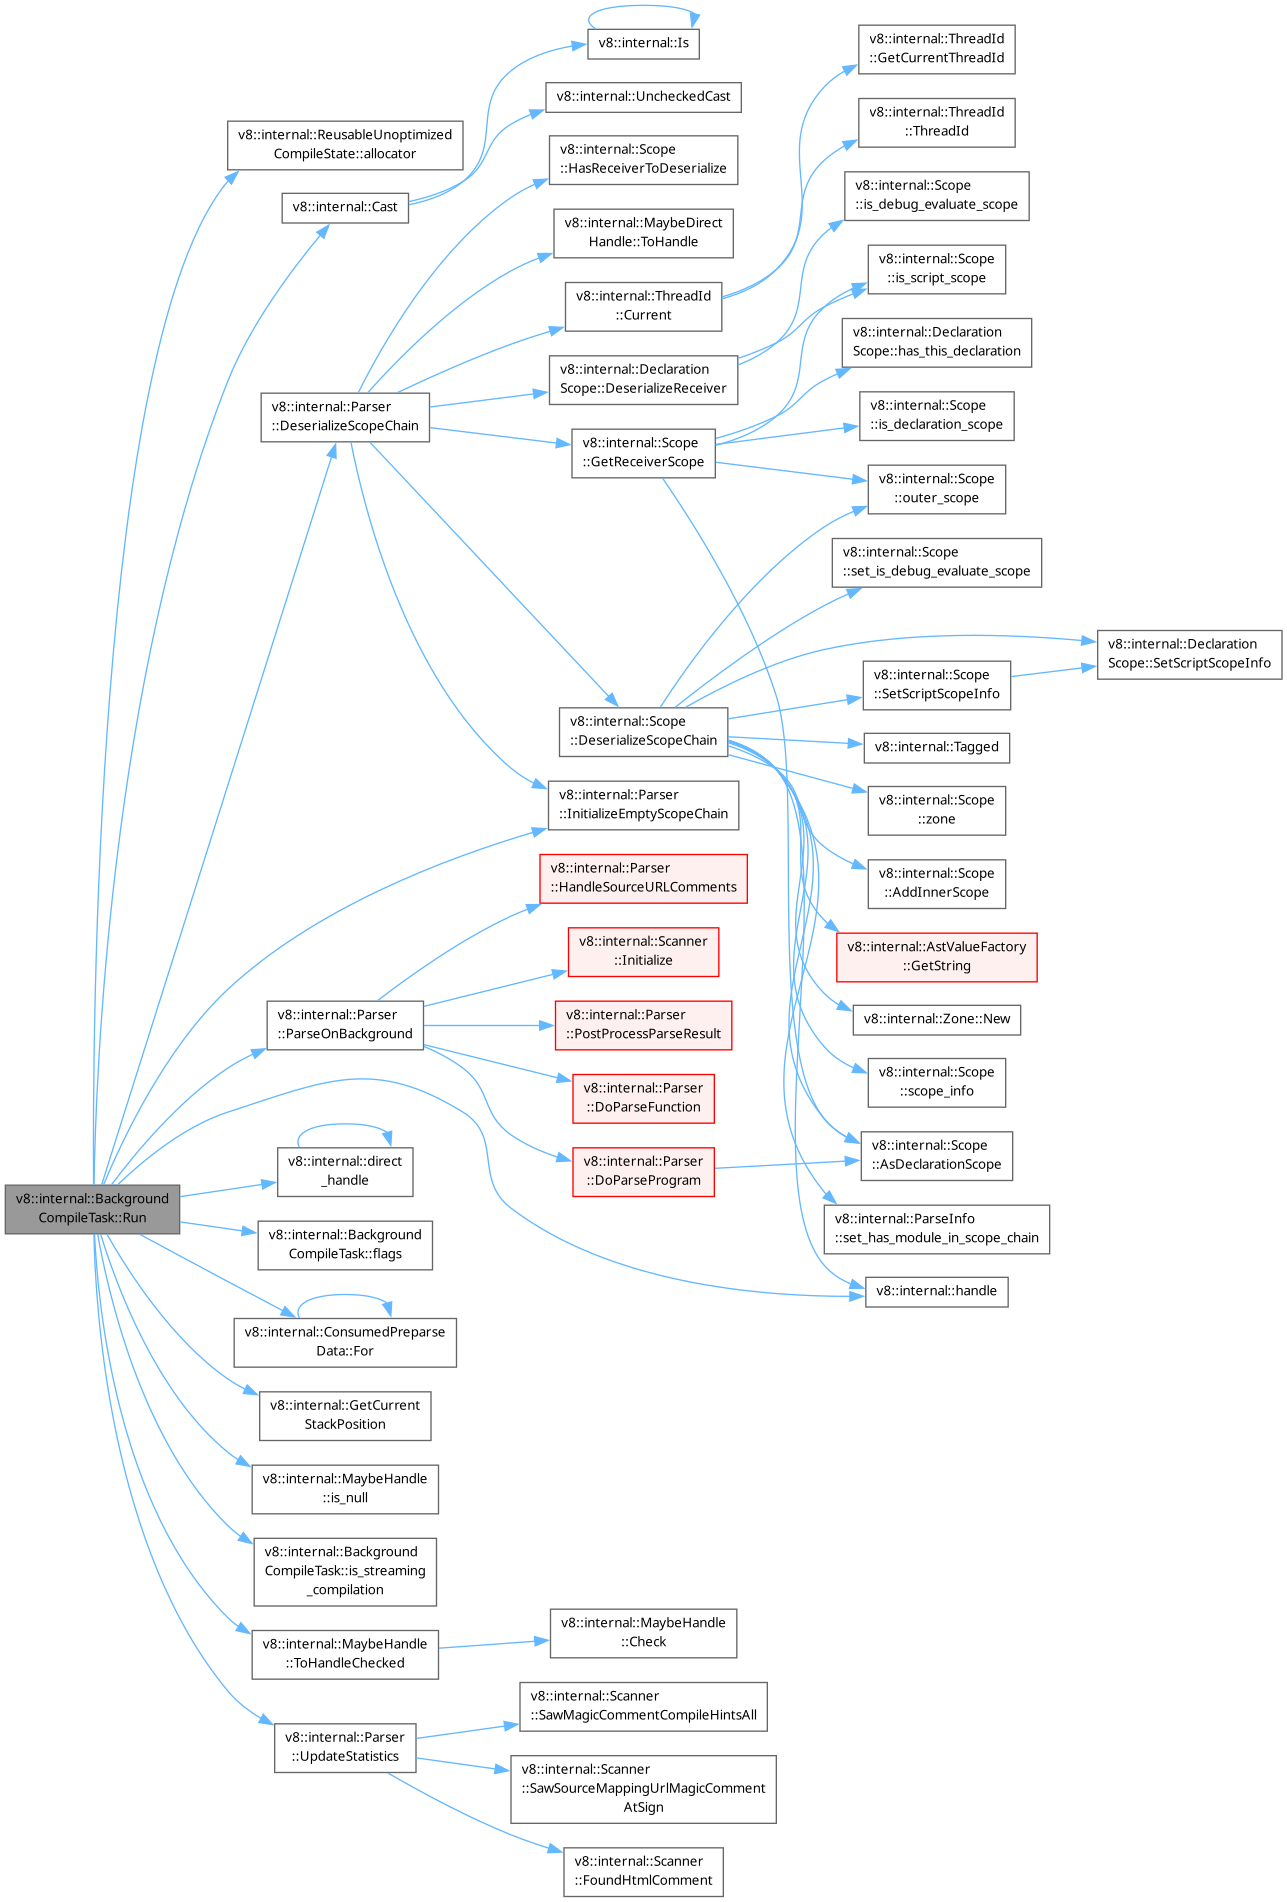 v8::internal::Background
CompileTask::Run
v8::internal::ReusableUnoptimized
CompileState::allocator
v8::internal::Cast
v8::internal::Parser
::DeserializeScopeChain
v8::internal::Parser
::ParseOnBackground
v8::internal::direct
_handle
v8::internal::Background
CompileTask::flags
v8::internal::ConsumedPreparse
Data::For
v8::internal::GetCurrent
StackPosition
v8::internal::MaybeHandle
::is_null
v8::internal::Background
CompileTask::is_streaming
_compilation
v8::internal::MaybeHandle
::ToHandleChecked
v8::internal::Parser
::UpdateStatistics
v8::internal::Is
v8::internal::UncheckedCast
v8::internal::Scope
::HasReceiverToDeserialize
v8::internal::MaybeDirect
Handle::ToHandle
v8::internal::ThreadId
::Current
v8::internal::Declaration
Scope::DeserializeReceiver
v8::internal::Scope
::GetReceiverScope
v8::internal::Scope
::DeserializeScopeChain
v8::internal::Parser
::InitializeEmptyScopeChain
v8::internal::Parser
::HandleSourceURLComments
v8::internal::Scanner
::Initialize
v8::internal::Parser
::PostProcessParseResult
v8::internal::Parser
::DoParseFunction
v8::internal::Parser
::DoParseProgram
v8::internal::MaybeHandle
::Check
v8::internal::Scanner
::SawMagicCommentCompileHintsAll
v8::internal::Scanner
::SawSourceMappingUrlMagicComment
AtSign
v8::internal::Scanner
::FoundHtmlComment
v8::internal::ThreadId
::GetCurrentThreadId
v8::internal::ThreadId
::ThreadId
v8::internal::Scope
::is_debug_evaluate_scope
v8::internal::Scope
::is_script_scope
v8::internal::Declaration
Scope::has_this_declaration
v8::internal::Scope
::is_declaration_scope
v8::internal::Scope
::outer_scope
v8::internal::Scope
::set_is_debug_evaluate_scope
v8::internal::Scope
::SetScriptScopeInfo
v8::internal::Tagged
v8::internal::Scope
::zone
v8::internal::Scope
::AddInnerScope
v8::internal::AstValueFactory
::GetString
v8::internal::Zone::New
v8::internal::Scope
::scope_info
v8::internal::Scope
::AsDeclarationScope
v8::internal::ParseInfo
::set_has_module_in_scope_chain
v8::internal::handle
v8::internal::Declaration
Scope::SetScriptScopeInfo